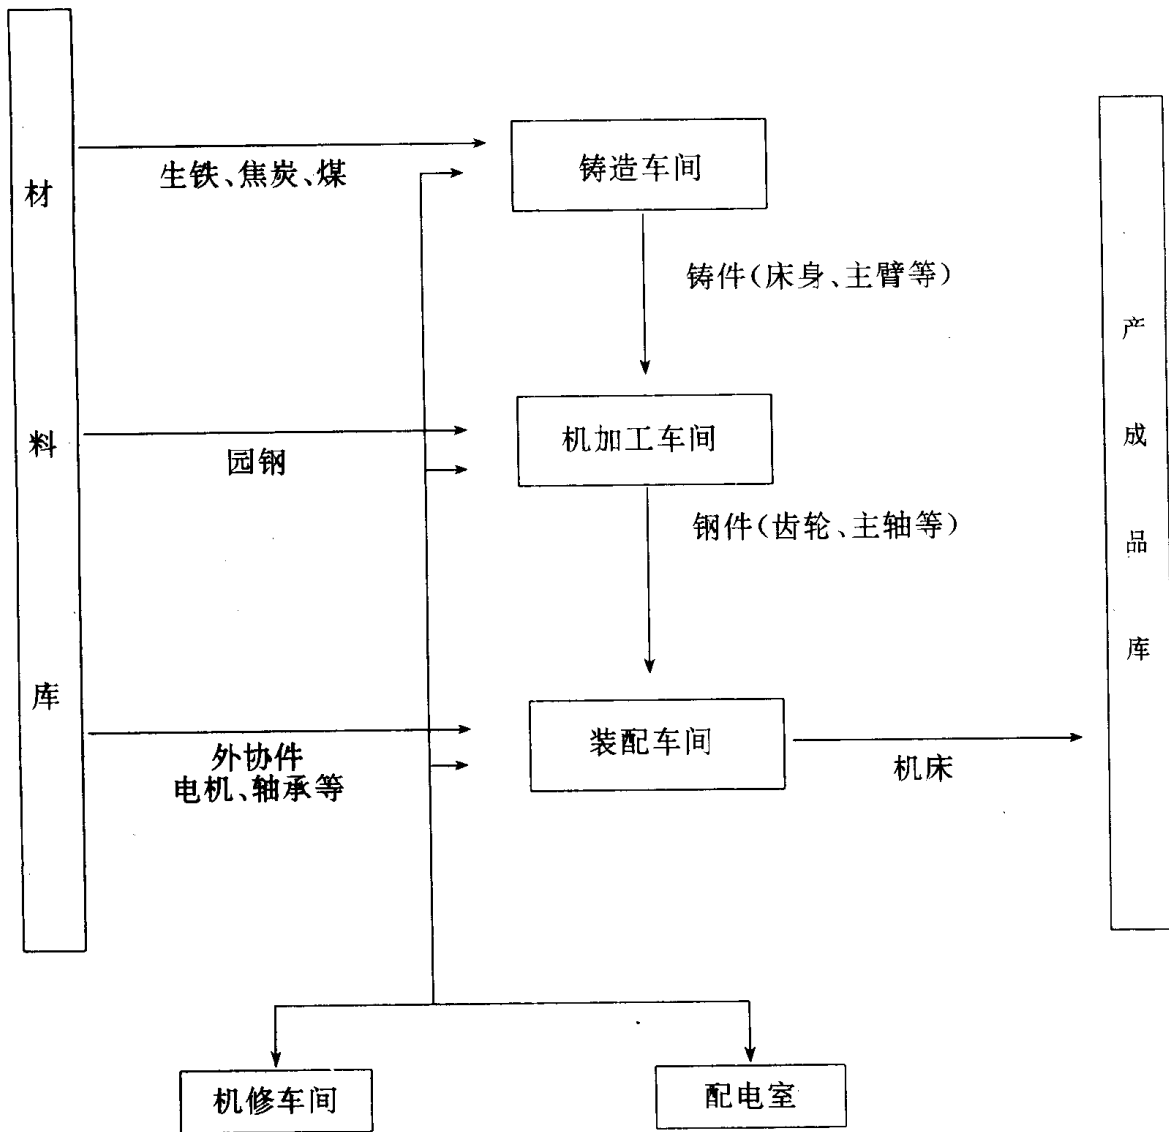 材料库
生铁、焦炭、煤
铸造车间
铸件(床身、主臂等)
园钢
机加工车间
钢件(齿轮、主轴等)
外协件
电机、轴承等
装配车间
机床
产成品库
机修车间
配电室